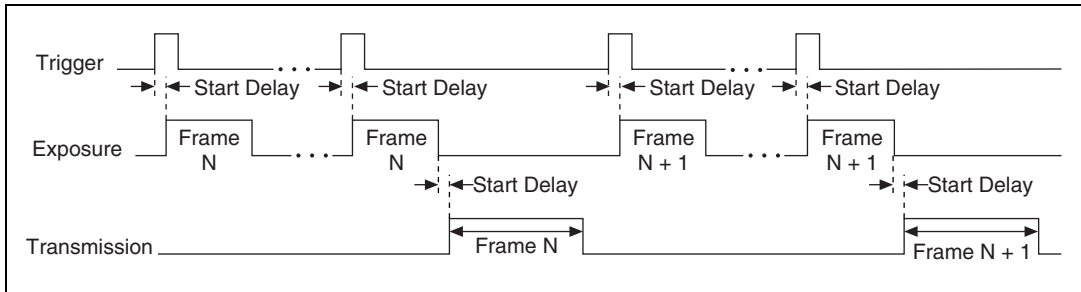 Trigger
Start Delay
Start Delay
Start Delay
Start Delay
Exposure
Frame
N
Frame
N
Frame
N + 1
Frame
N + 1
Start Delay
Start Delay
Transmission
Frame N
Frame N + 1